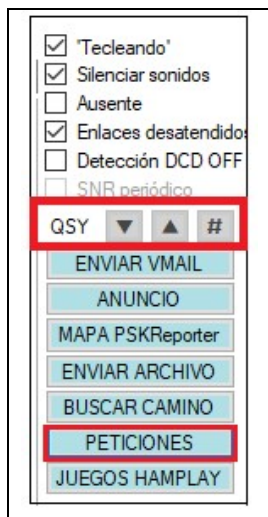 'Tecleando'
Silenciar sonidos
Ausente
Enlaces desatendidos
Detección DCD OFF
SNR periódico
QSY ▼ ▲ #
ENVIAR VMAIL
ANUNCIO
MAPA PSKReporter
ENVIAR ARCHIVO
BUSCAR CAMINO
PETICIONES
JUEGOS HAMPLAY